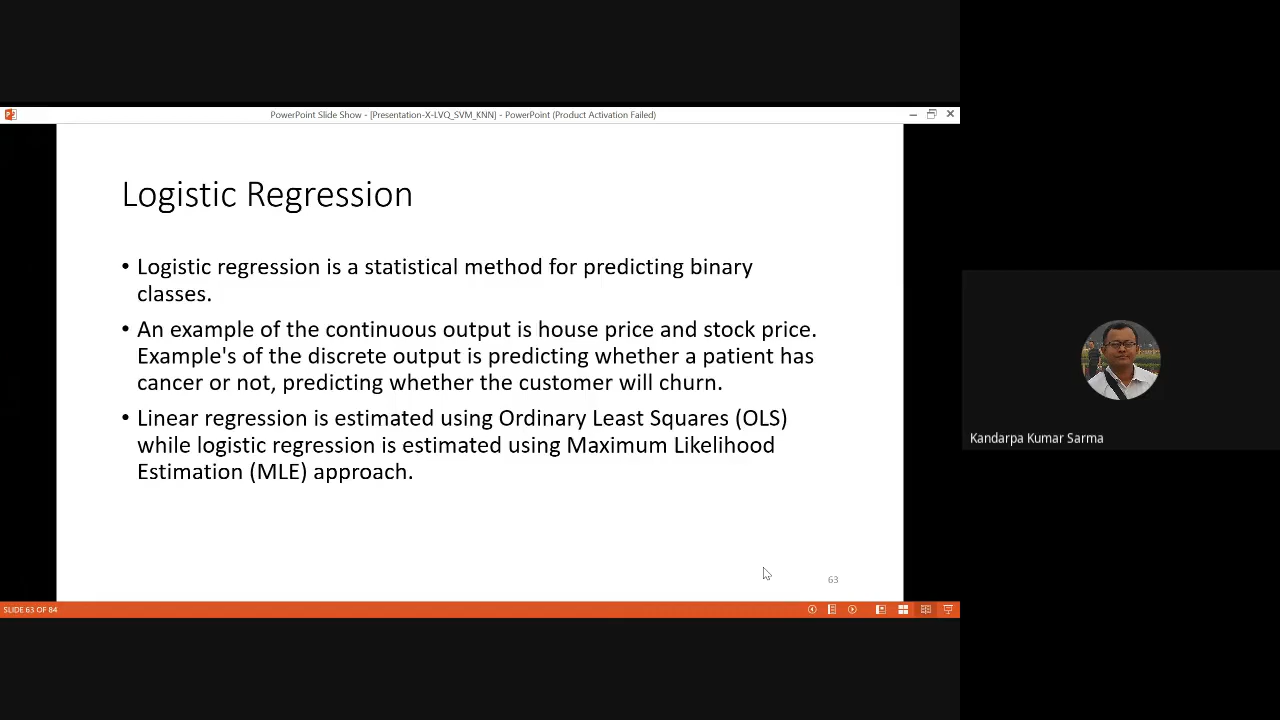 PowerPoint Slide Show - [Presentation-X-LVQ_SVM_KNN] - PowerPoint (Product Activation Failed)
Logistic Regression
• Logistic regression is a statistical method for predicting binary
classes.
• An example of the continuous output is house price and stock price.
Example's of the discrete output is predicting whether a patient has
cancer or not, predicting whether the customer will churn.
• Linear regression is estimated using Ordinary Least Squares (OLS)
while logistic regression is estimated using Maximum Likelihood
Estimation (MLE) approach.
63
SLIDE 63 OF 84
Kandarpa Kumar Sarma